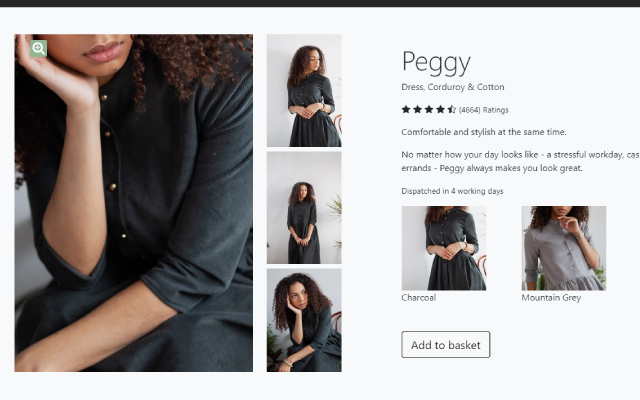 Peggy
Dress, Corduroy & Cotton
(4664) Ratings
Comfortable and stylish at the same time.
No matter how your day looks like - a stressful workday, cas
errands - Peggy always makes you look great.
Dispatched in 4 working days
Charcoal
Mountain Grey
Add to basket